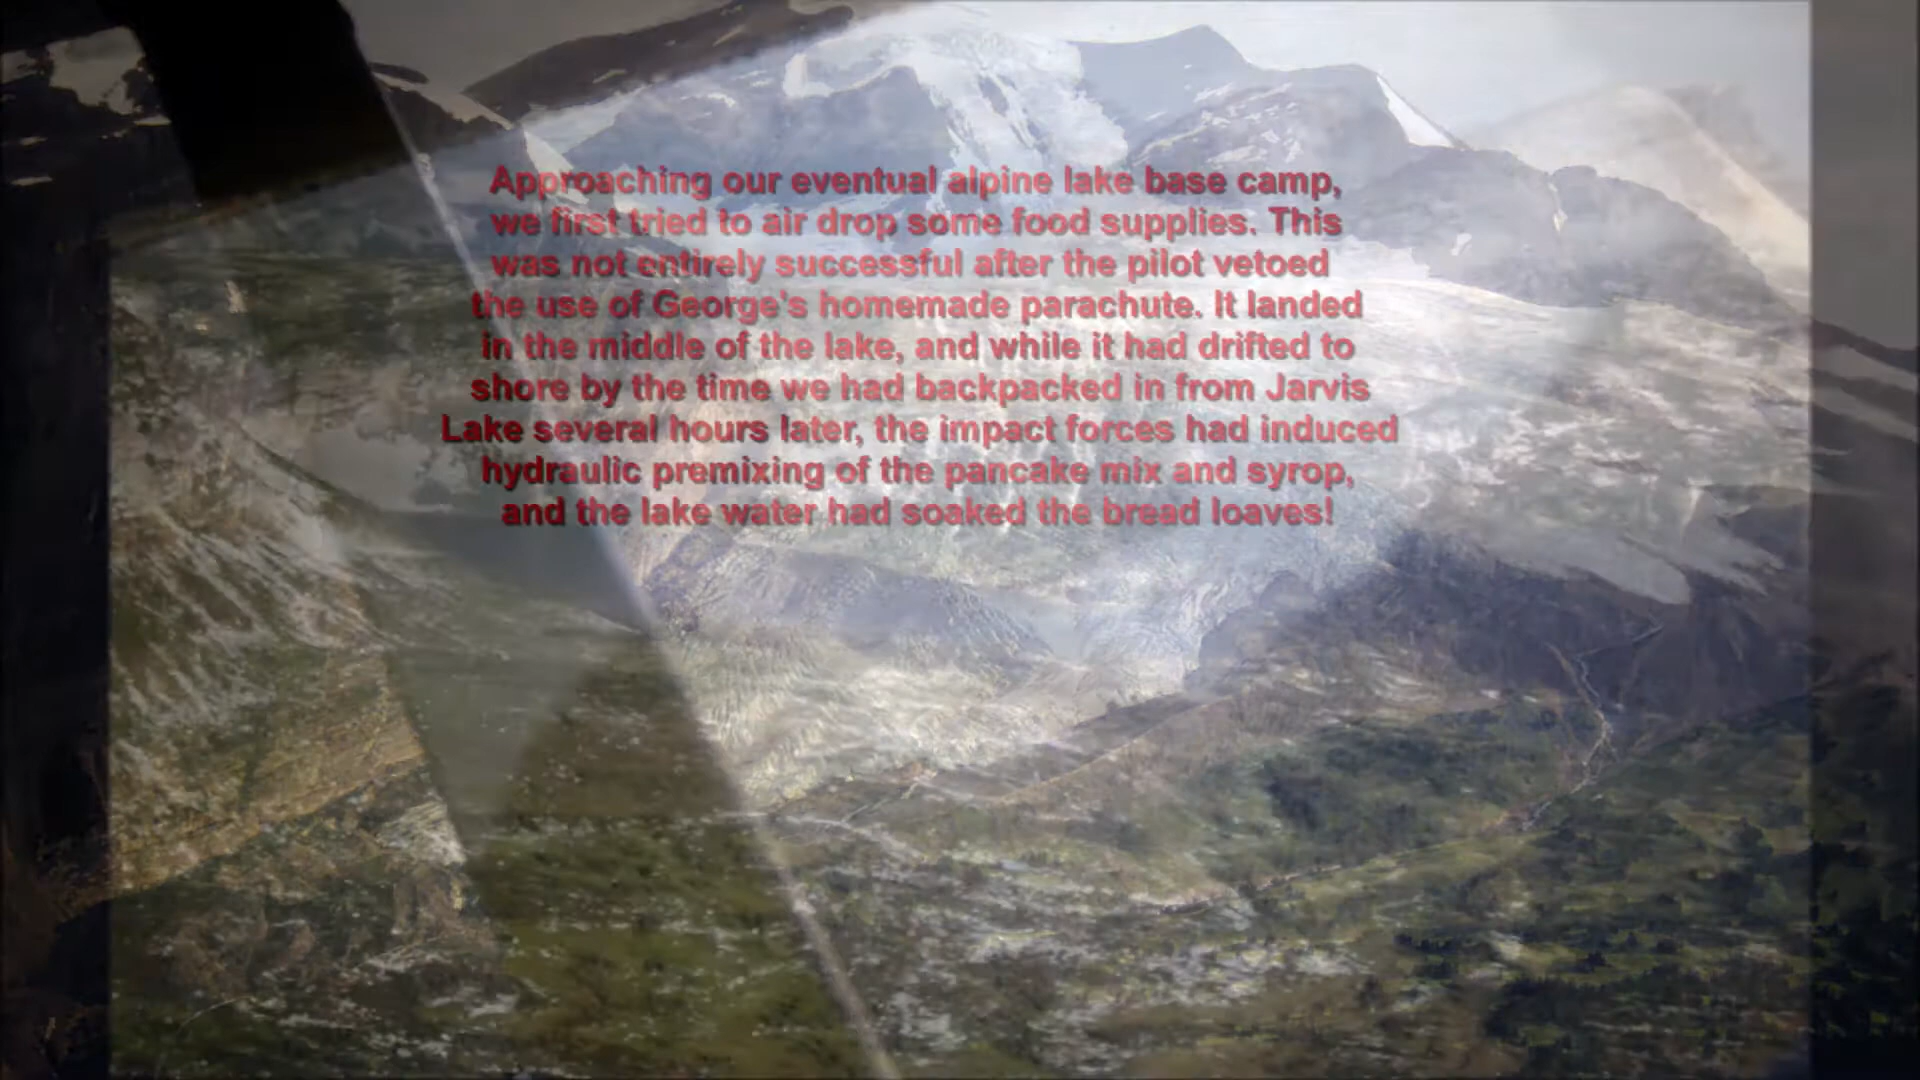 Approaching our eventual alpine lake base camp,
we first tried to air drop some food supplies. This
was not entirely successful after the pilot vetoed
the use of George's homemade parachute. It landed
in the middle of the lake, and while it had drifted to
shore by the time we had backpacked in from Jarvis
Lake several hours later, the impact forces had induced
hydraulic premixing of the pancake mix and syrop,
and the lake water had soaked the bread loaves!